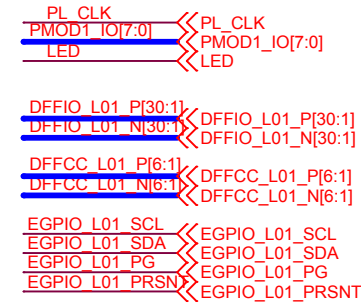 PL_CLK PL_CLK
PMOD1_IO[7:0] PMOD1_IO[7:0]
LED LED
DFFIO_L01_P[30:1] DFFIO_L01_P[30:1]
DFFIO_L01_N[30:1] DFFIO_L01_N[30:1]
DFFCC_L01_P[6:1] DFFCC_L01_P[6:1]
DFFCC_L01_N[6:1] DFFCC_L01_N[6:1]
EGPIO_L01_SCL EGPIO_L01_SCL
EGPIO_L01_SDA EGPIO_L01_SDA
EGPIO_L01_PG EGPIO_L01_PG
EGPIO_L01_PRSNT EGPIO_L01_PRSNT